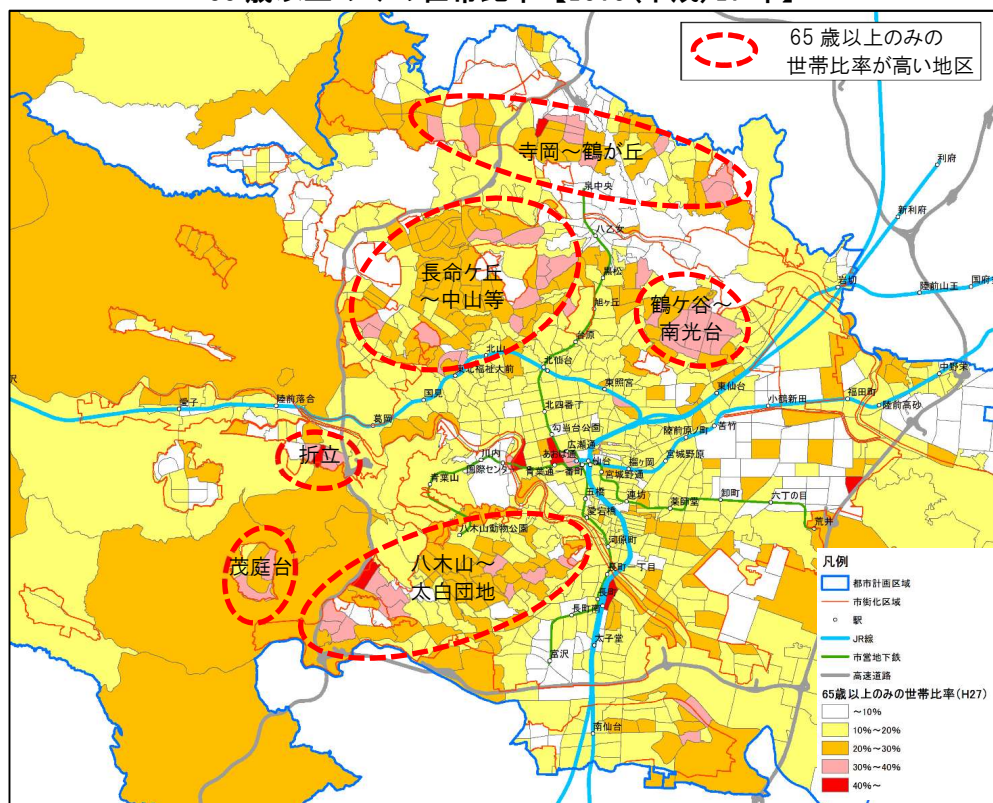 65 歳以上のみの
世帯比率が高い地区
寺岡～鶴が丘
泉中央
利府
新利府
八乙女
長命ケ丘
～中山等
黒松
岩切
国府
陸前山王
旭ヶ丘
鶴ケ谷～
南光台
台原
北山
東北福祉大前
北仙台
国見
東照宮
東仙台
中野栄
愛子
陸前落合
葛岡
北四番丁
小鶴新田
福田町
陸前高砂
勾当台公園
陸前原ノ町
苦竹
折立
川内
広瀬通
あおば通
仙台
榴ヶ岡
宮城野原
国際センター
青葉通一番町
宮城野通
青葉山
五橋
連坊
薬師堂
卸町
六丁の目
愛宕橋
荒井
八木山動物公園
河原町
茂庭台
八木山～
太白団地
長町一丁目
長町
長町南
太子堂
富沢
南仙台
凡例
都市計画区域
市街化区域
駅
JR線
市営地下鉄
高速道路
65歳以上のみの世帯比率(H27)
～10%
10%～20%
20%～30%
30%～40%
40%～